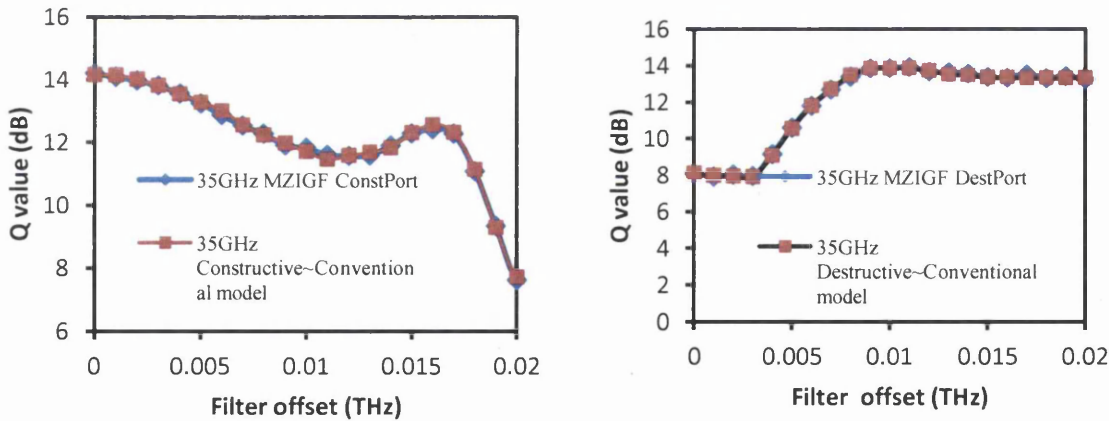 16
14
12
10
8
6
Q value (dB)
35GHz MZIGF ConstPort
35GHz
Constructive~Convention
al model
0
0.005
0.01
0.015
0.02
Filter offset (THz)
16
14
12
10
8
6
4
2
0
Q value (dB)
35GHz MZIGF DestPort
35GHz
Destructive~Conventional
model
0
0.005
0.01
0.015
0.02
Filter offset (THz)